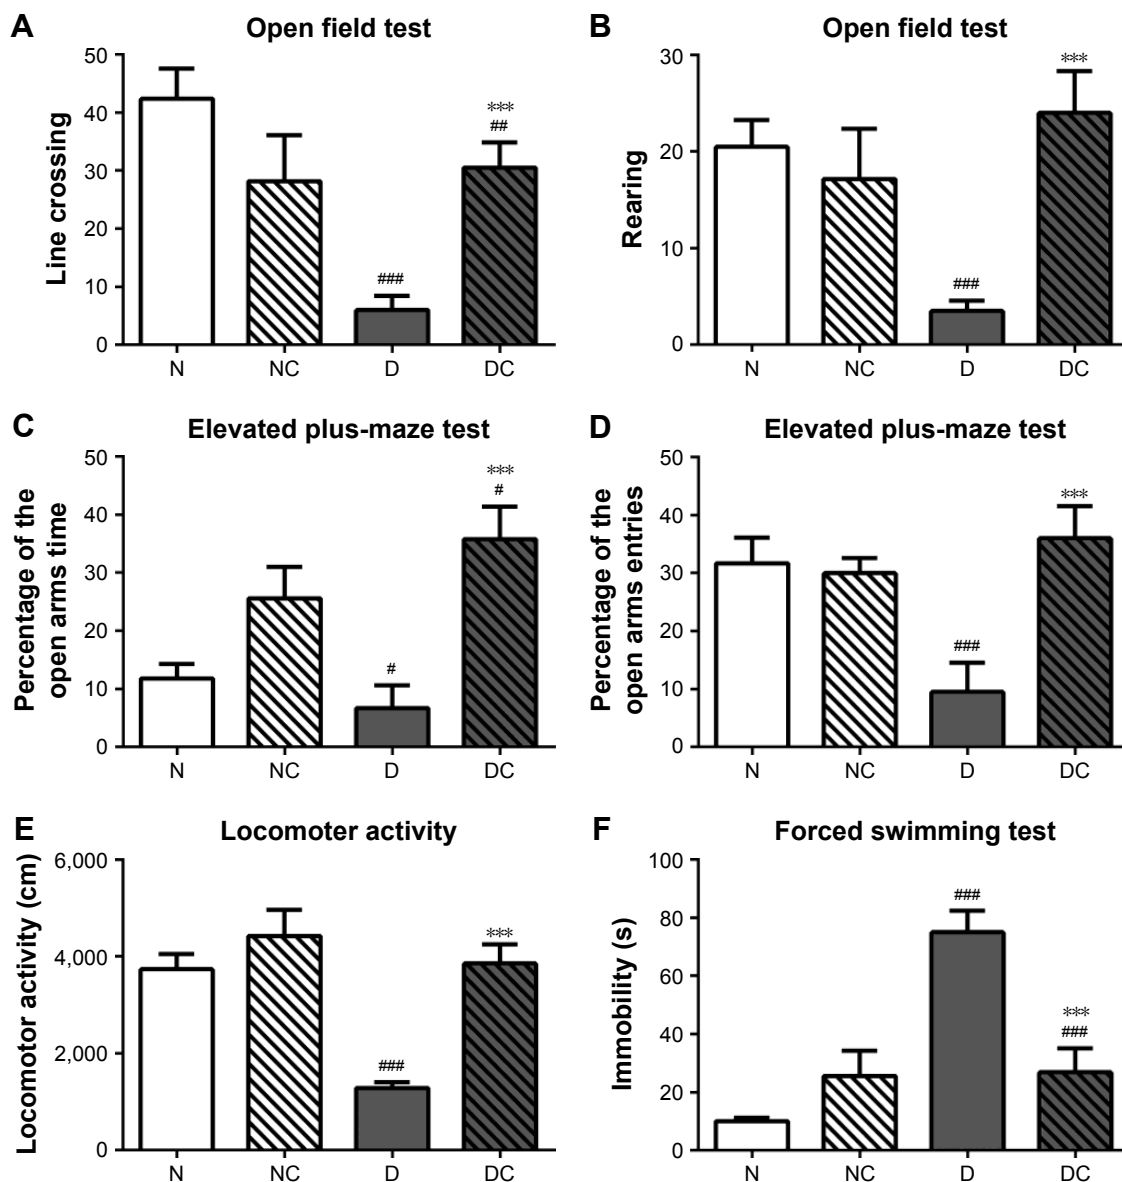 A
Open field test
Line crossing
50
40
30
20
10
0
###
***
##
N
NC
D
DC
B
Open field test
Rearing
30
20
10
0
###
***
N
NC
D
DC
C
Elevated plus-maze test
Percentage of the
open arms time
50
40
30
20
10
0
#
***
#
N
NC
D
DC
D
Elevated plus-maze test
Percentage of the
open arms entries
50
40
30
20
10
0
###
***
N
NC
D
DC
E
Locomoter activity
Locomotor activity (cm)
6,000
4,000
2,000
0
###
***
N
NC
D
DC
F
Forced swimming test
Immobility (s)
100
80
60
40
20
0
###
***
###
N
NC
D
DC